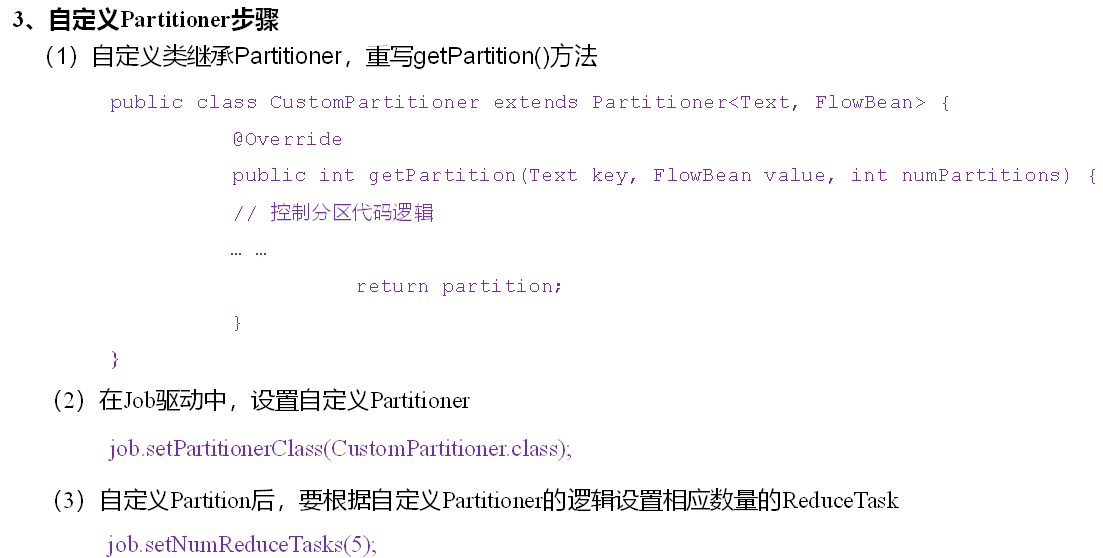 3、自定义Partitioner步骤
（1）自定义类继承Partitioner，重写getPartition()方法
public class CustomPartitioner extends Partitioner<Text, FlowBean> {
@Override
public int getPartition(Text key, FlowBean value, int numPartitions) {
// 控制分区代码逻辑
… …
return partition;
}
}
（2）在Job驱动中，设置自定义Partitioner
job.setPartitionerClass(CustomPartitioner.class);
（3）自定义Partition后，要根据自定义Partitioner的逻辑设置相应数量的ReduceTask
job.setNumReduceTasks(5);